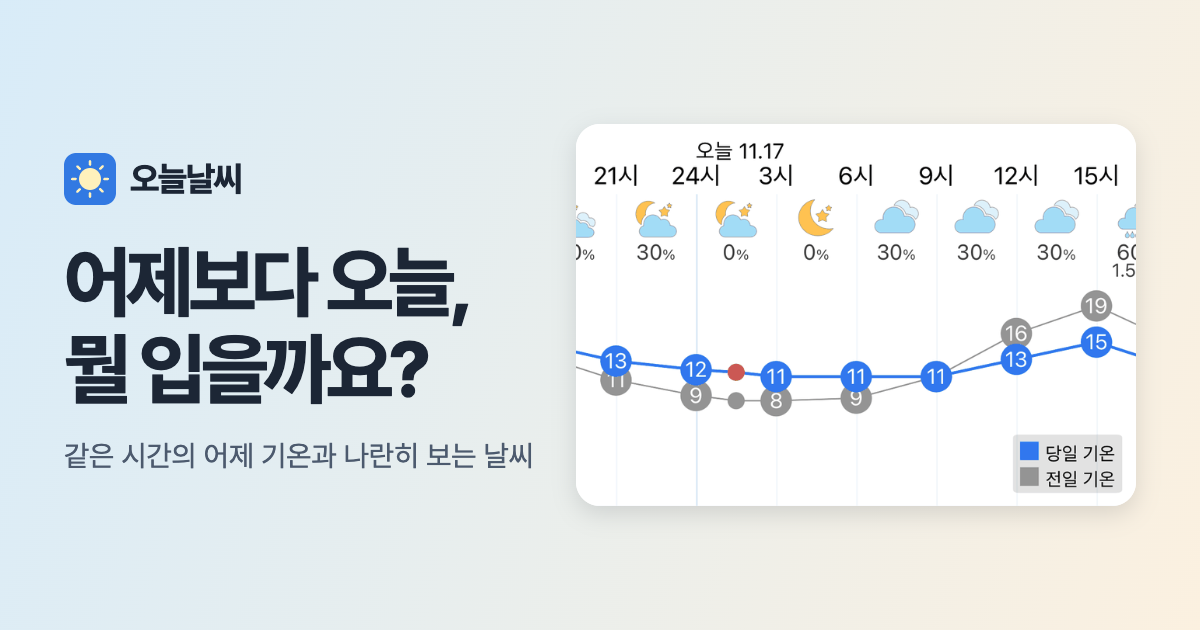 오늘날씨
어제보다 오늘,
뭘 입을까요?
같은 시간의 어제 기온과 나란히 보는 날씨
오늘 11.17
21시 24시 3시 6시 9시 12시 15시
0% 30% 0% 0% 30% 30% 30% 60
1.5
19
16
13 12 11 11 11 13 15
11 9 8 9
당일 기온
전일 기온